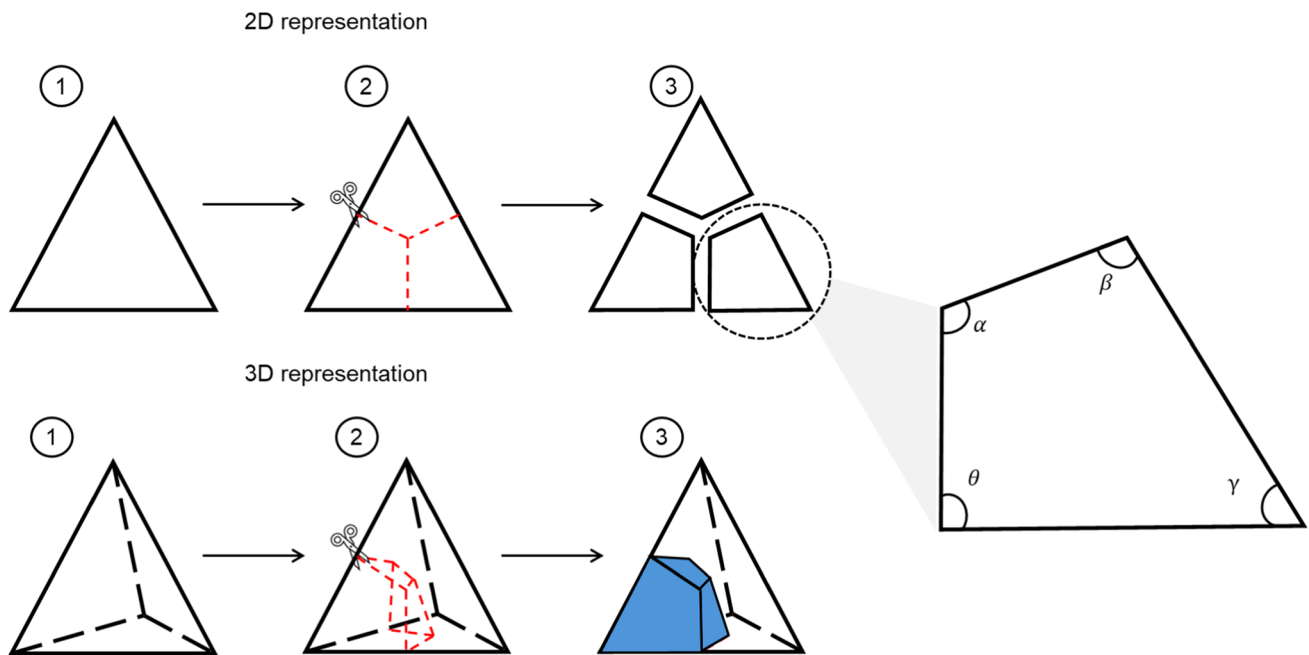 2D representation
1
2
3
3D representation
1
2
3
α
β
θ
γ